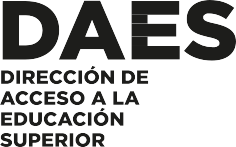 DAES
DIRECCIÓN DE
ACCESO A LA
EDUCACIÓN
SUPERIOR